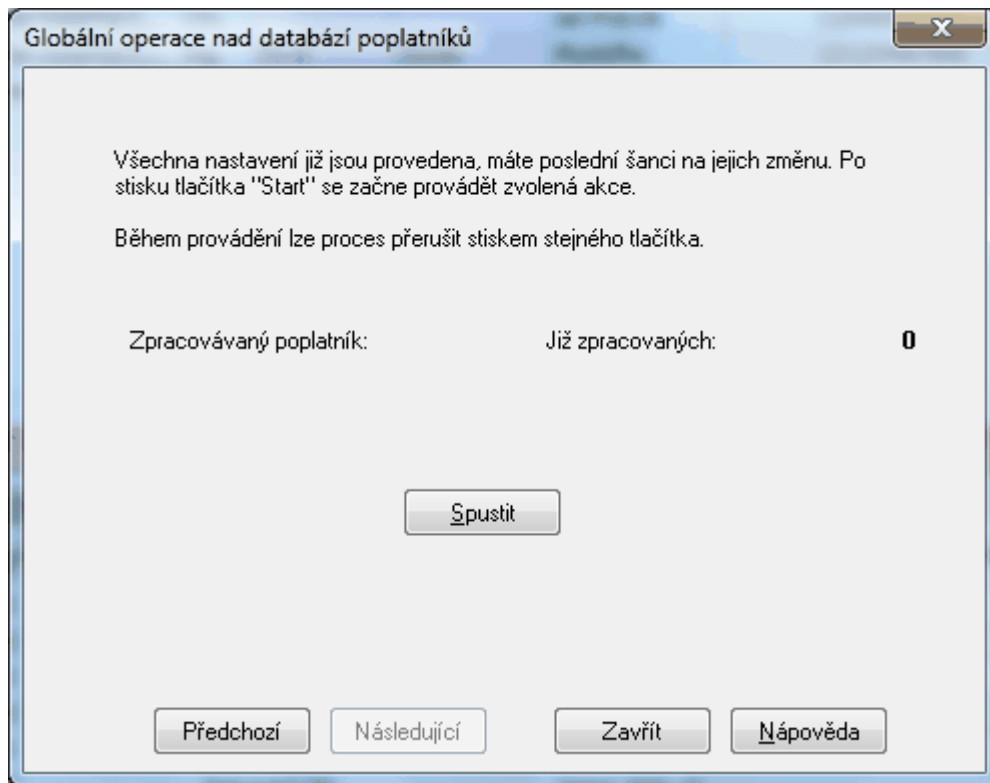 Globální operace nad databází poplatníků
Všechna nastavení již jsou provedena, máte poslední šanci na jejich změnu. Po
stisku tlačítka "Start" se začne provádět zvolená akce.
Během provádění lze proces přerušit stiskem stejného tlačítka.
Zpracovávaný poplatník: Již zpracovaných: 0
Spustit
Předchozí Následující Zavřít Nápověda